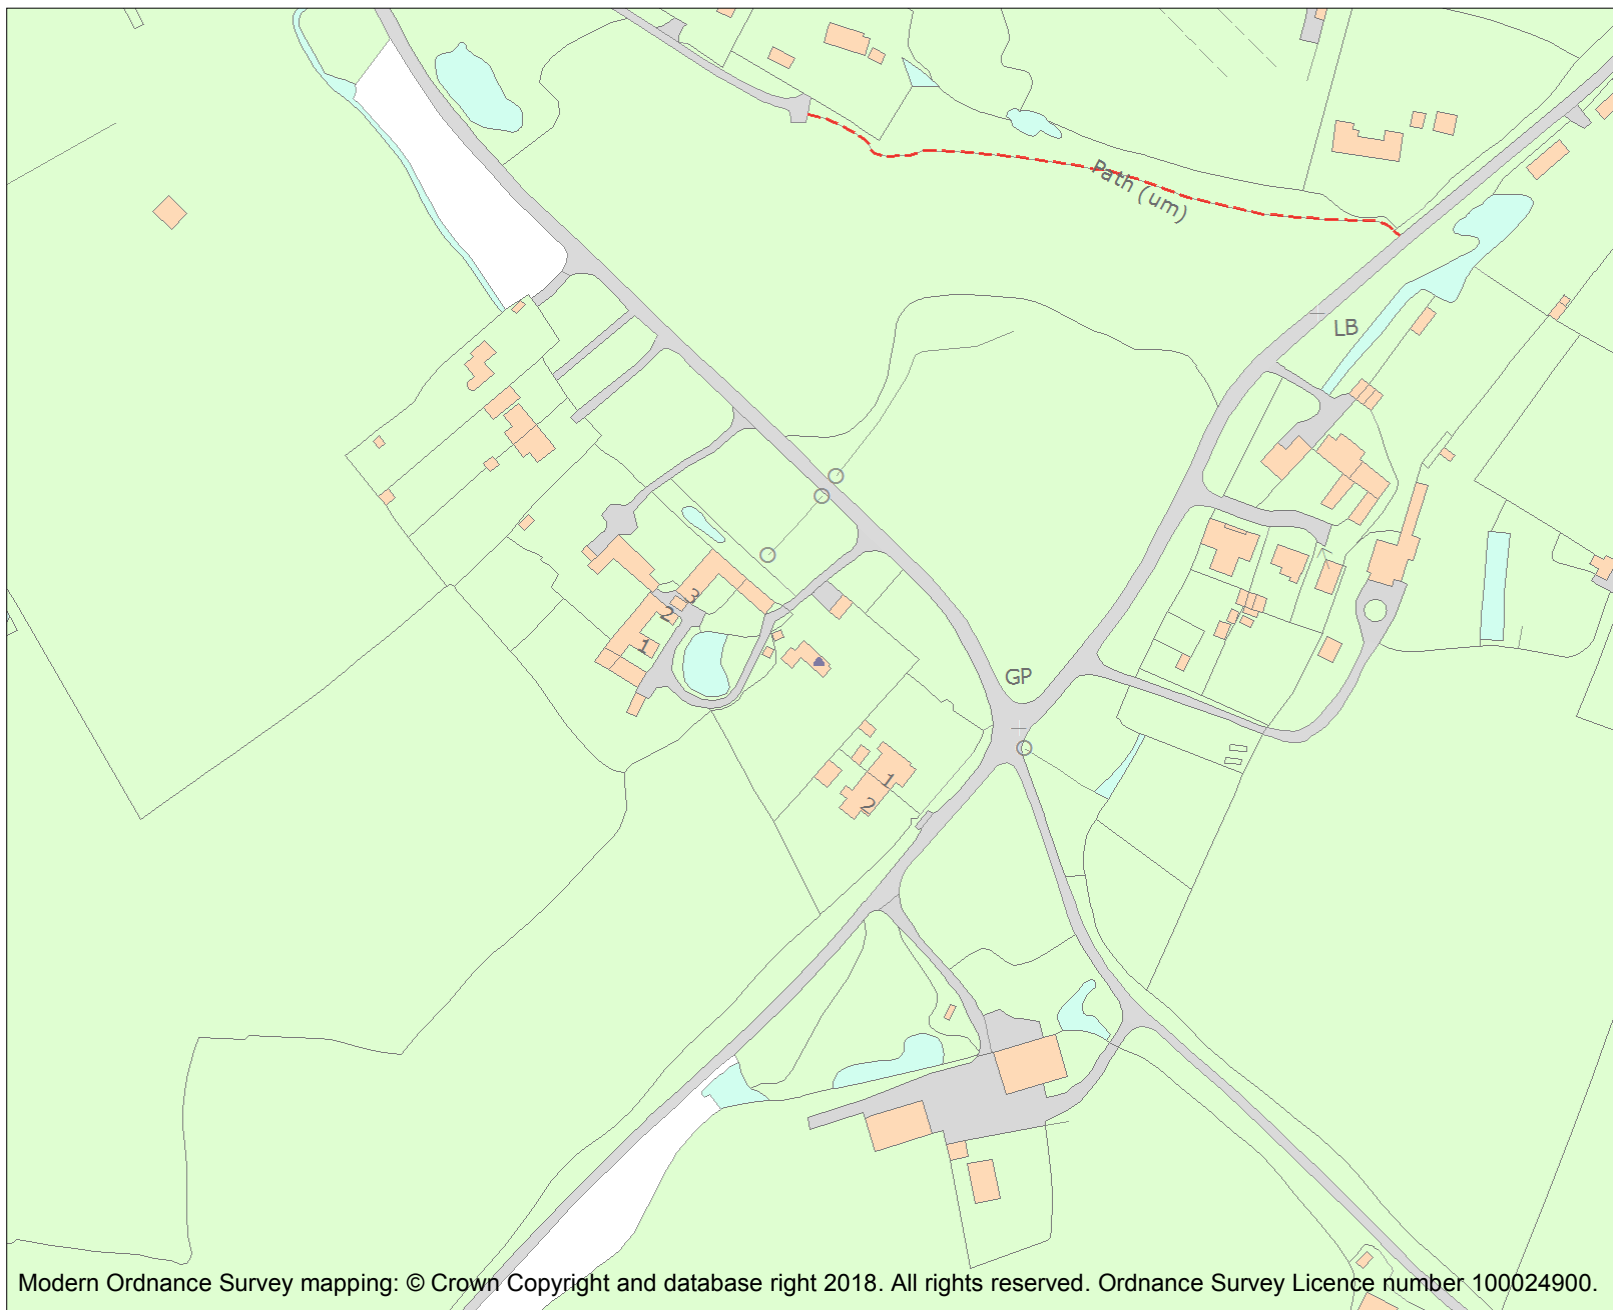 Path (um)
LB
3
2
1
GP
1
2
Modern Ordnance Survey mapping: © Crown Copyright and database right 2018. All rights reserved. Ordnance Survey Licence number 100024900.